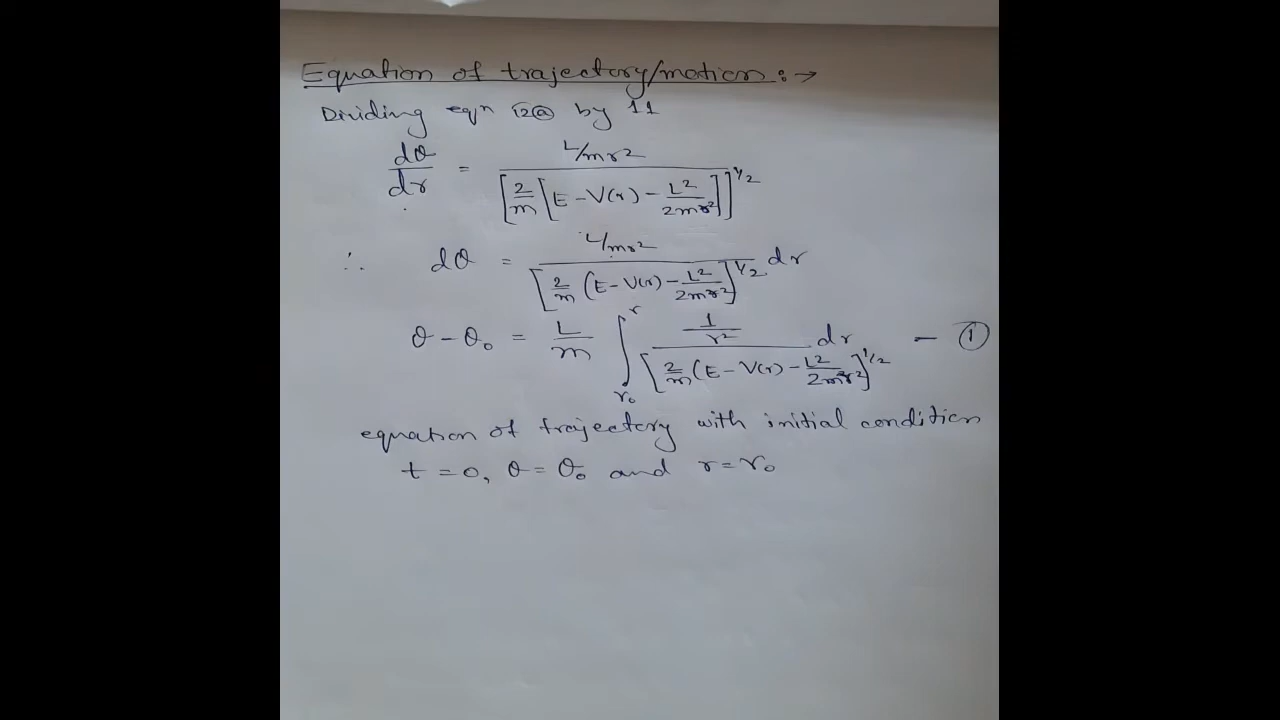 Equation of trajectory/motion :→
Dividing eqn 12ⓐ by 11
dθ/dr = (L/mr²) / [2/m [E - V(r) - L²/2mr²]]^1/2
∴ dθ = (L/mr²) / [2/m (E - V(r) - L²/2mr²]^1/2 dr
θ - θ₀ = L/m ∫_{r₀}^{r} (1/r²) / [2/m (E - V(r) - L²/2mr²]^1/2 dr — ①
equation of trajectory with initial condition
t = 0, θ = θ₀ and r = r₀